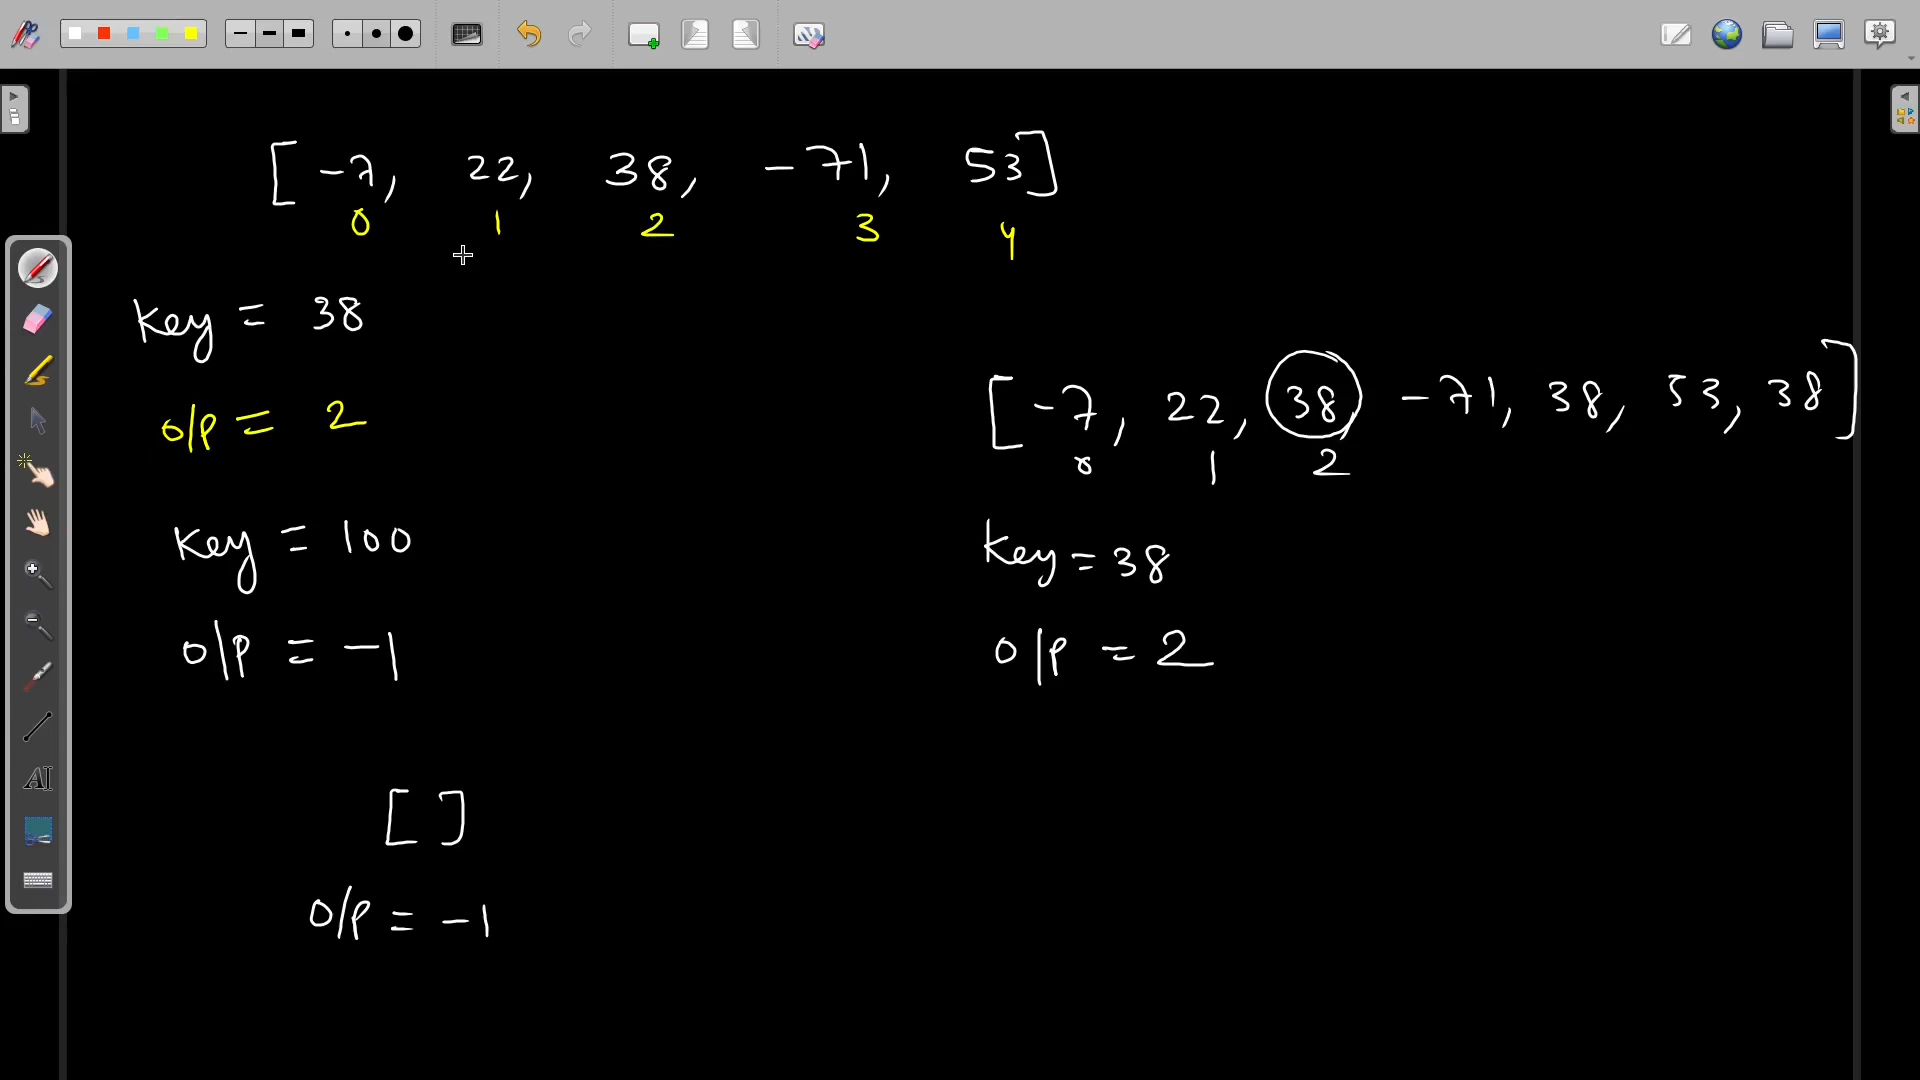 [-7, 22, 38, -71, 53]
0 1 2 3 4
Key = 38
o/p = 2
Key = 100
o/p = -1
[ ]
o/p = -1
[-7, 22, 38, -71, 38, 53, 38]
0 1 2
Key = 38
o/p = 2
AI